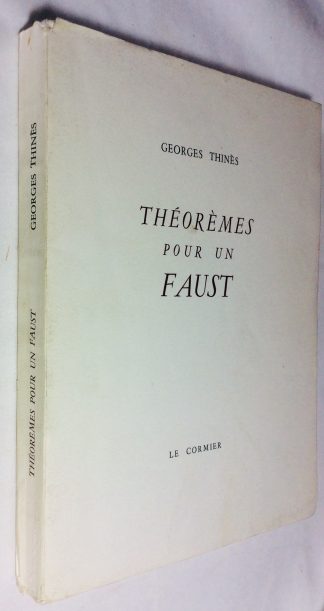 GEORGES THINÈS
THÉORÈMES
POUR UN
FAUST
LE CORMIER
THÉORÈMES POUR UN FAUST
GEORGES THINÈS